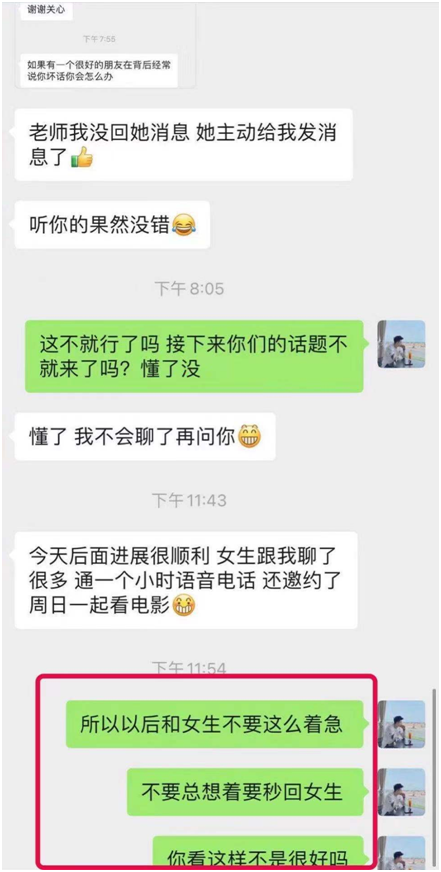 谢谢关心
下午7:55
如果有一个很好的朋友在背后经常
说你坏话你会怎么办
老师我没回她消息 她主动给我发消
息了👍
听你的果然没错😂
下午8:05
这不就行了吗 接下来你们的话题不
就来了吗？懂了没
懂了 我不会聊了再问你😁
下午11:43
今天后面进展很顺利 女生跟我聊了
很多 通一个小时语音电话 还邀约了
周日一起看电影😁
下午11:54
所以以后和女生不要这么着急
不要总想着要秒回女生
你看这样不是很好吗